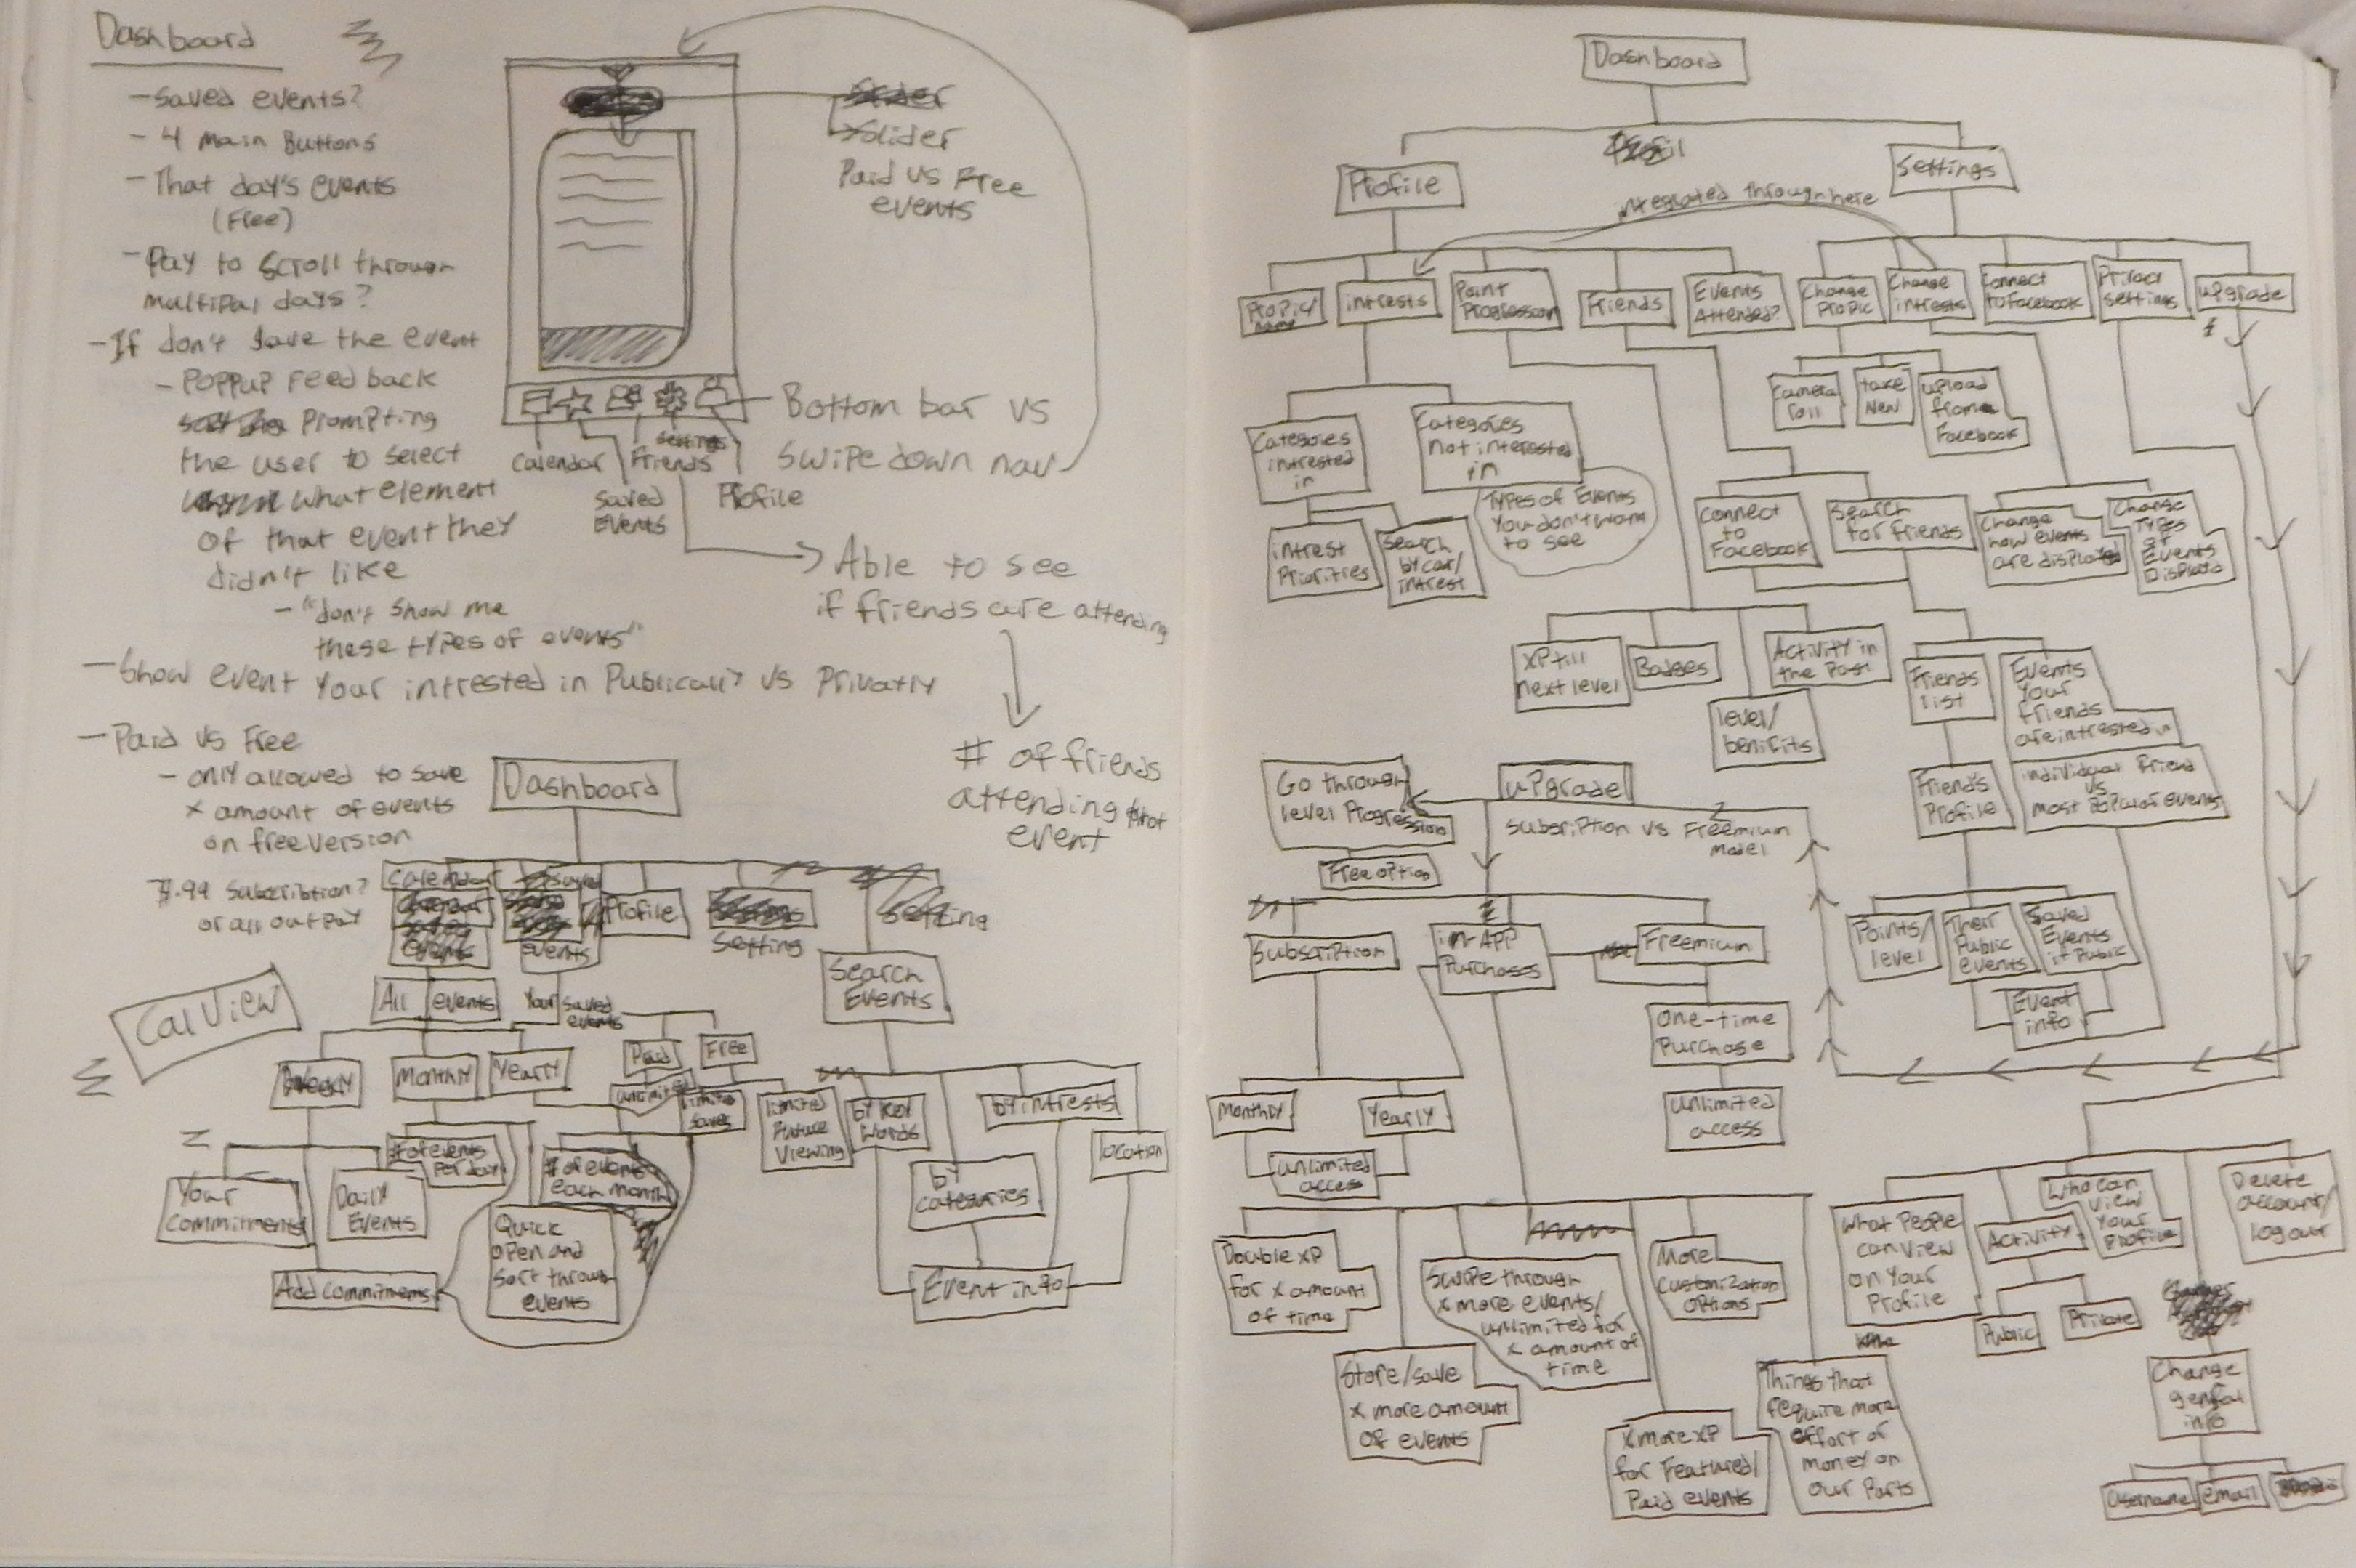 Dashboard
- Saved events?
- 4 Main Buttons
- That day's events
(Free)
- Pay to scroll through
multipal days?
- If don't save the event
- Poppup Feedback
Prompting
the user to select
what element
of that event they
didn't like
- "don't show me
these types of events"
- Show event your intrested in Publically vs Privatly
- Paid vs Free
- only allowed to save
x amount of events
on free version
.99 Subscribtion?
or all out pay
Slider
Paid vs Free
events
Bottom bar vs
Swipe down nav
Calendar
Saved
Events
Friends
Settings
Profile
Able to see
if friends are attending
# of friends
attending that
event
Dashboard
Calendar
Saved
events
Profile
Setting
Setting
Search
Events
All events
Your saved
events
Cal View
Weekly
Monthly
Yearly
Paid
Free
unlimited
limited
saves
limited
Future
Viewing
by Key
Words
by
categories
by intrests
location
Event info
Your
commitments
Daily
Events
# of events
Per day
# of events
each month
Add commitments
Quick
open and
sort through
events
Dashboard
Profile
Settings
integrated through here
ProPic/
name
intrests
Point
Progression
Friends
Events
Attended?
Change
ProPic
Change
intrests
Connect
to Facebook
Privacy
settings
upgrade
Camera
roll
take
New
upload
from
Facebook
Categories
intrested
in
Categories
not interested
in
Types of Events
You don't want
to see
intrest
Priorities
Search
by cat/
intrest
Connect
to
Facebook
Search
for friends
Change
how events
are displayed
Change
Types
of
Events
Displayed
XP till
next level
Badges
level/
benifits
Activity in
the Past
Friends
list
Events
Your
friends
are intrested in
Friends
Profile
individual friend
vs
most Popular events
Points/
level
Their
Public
events
Saved
Events
if Public
Event
info
Go through
level Progression
Free option
uPgrade
Subsription vs Freemium
Model
Subscription
in-APP
Purchases
Freemium
One-time
Purchase
unlimited
access
Monthly
Yearly
unlimited
access
Double XP
for x amount
of time
Store/save
x more amount
of events
Swipe through
x more events/
unlimited for
x amount of
time
More
Customization
options
X more XP
for Featured/
Paid events
Things that
require more
effort or
money on
our Parts
What People
can view
on Your
Profile
Activity
Public
Private
Who can
view
Your
Profile
Delete
account/
log out
Change
genral
info
Username
email